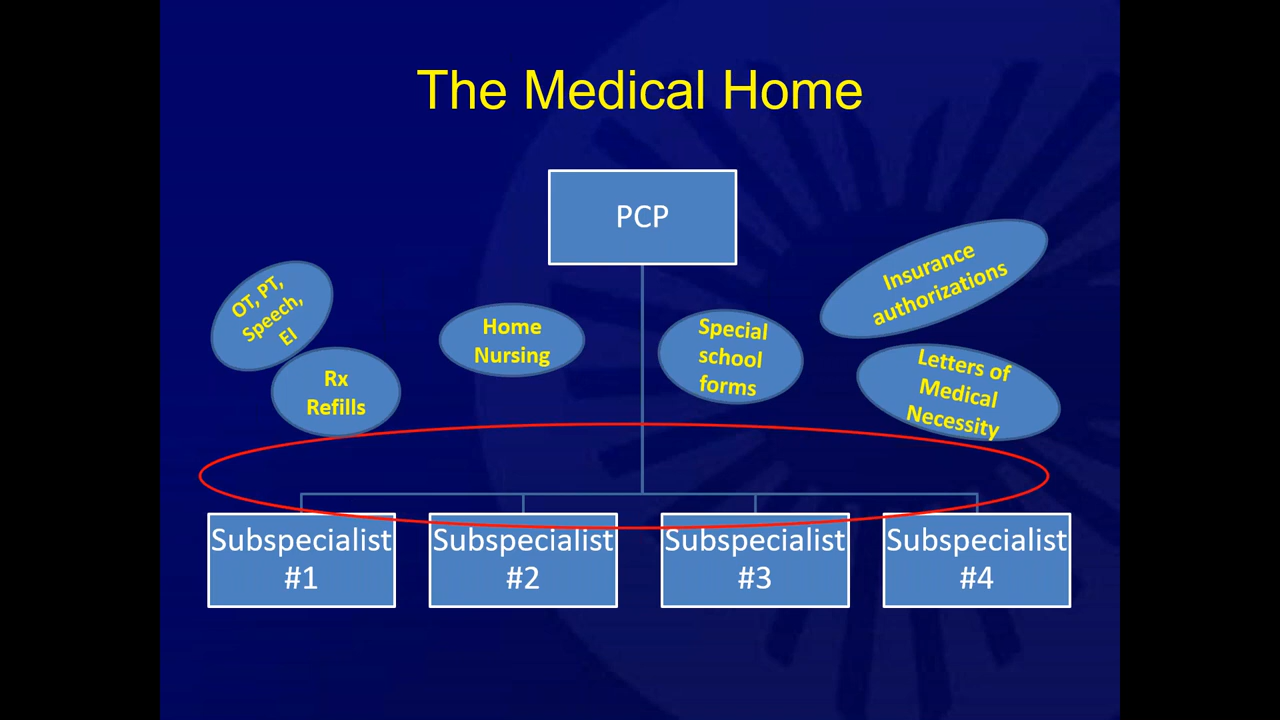 The Medical Home
PCP
OT, PT,
Speech,
EI
Rx
Refills
Home
Nursing
Special
school
forms
Insurance
authorizations
Letters of
Medical
Necessity
Subspecialist
#1
Subspecialist
#2
Subspecialist
#3
Subspecialist
#4